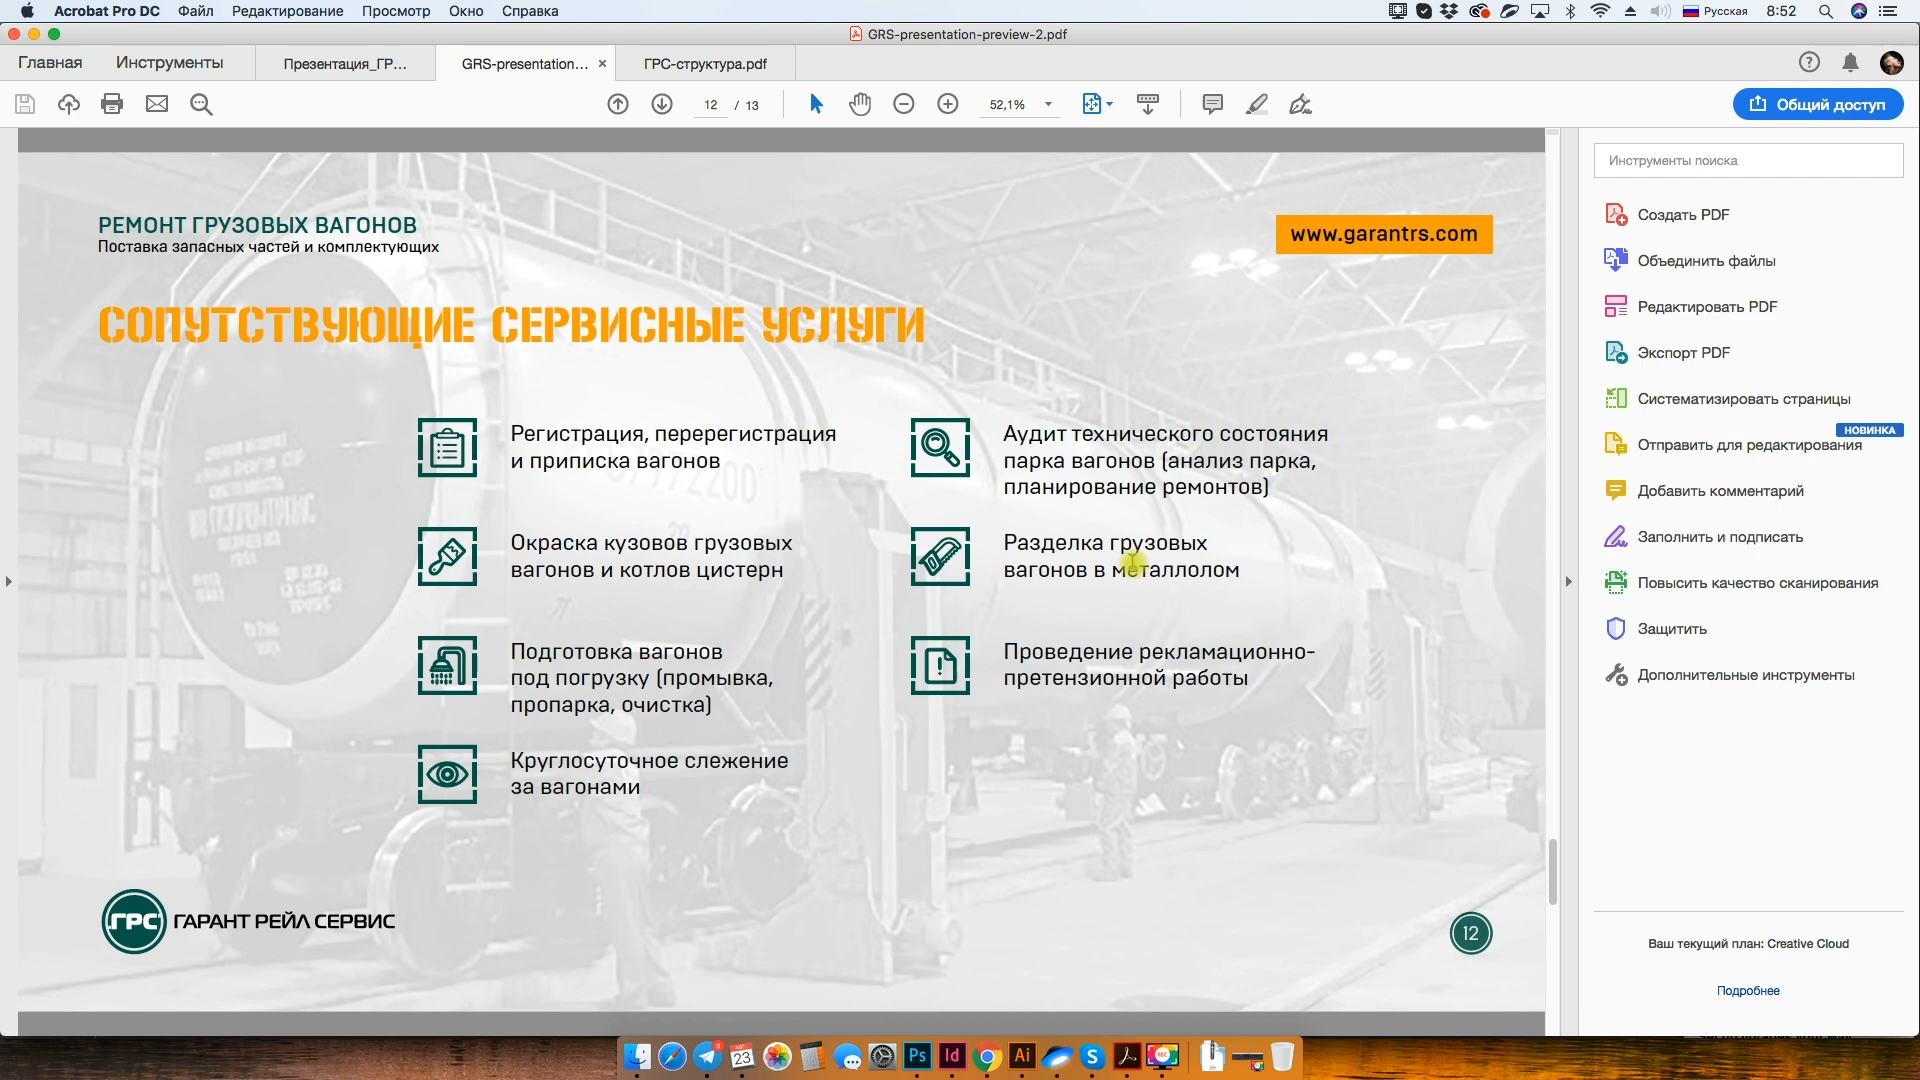 Acrobat Pro DC Файл Редактирование Просмотр Окно Справка
Русская 8:52
GRS-presentation-preview-2.pdf
Главная Инструменты Презентация_ГР... GRS-presentation... × ГРС-структура.pdf
12 / 13 52,1% Общий доступ
Инструменты поиска
Создать PDF
Объединить файлы
Редактировать PDF
Экспорт PDF
Систематизировать страницы
НОВИНКА
Отправить для редактирования
Добавить комментарий
Заполнить и подписать
Повысить качество сканирования
Защитить
Дополнительные инструменты
Ваш текущий план: Creative Cloud
Подробнее
РЕМОНТ ГРУЗОВЫХ ВАГОНОВ
Поставка запасных частей и комплектующих
www.garantrs.com
СОПУТСТВУЮЩИЕ СЕРВИСНЫЕ УСЛУГИ
Регистрация, перерегистрация
и приписка вагонов
Окраска кузовов грузовых
вагонов и котлов цистерн
Подготовка вагонов
под погрузку (промывка,
пропарка, очистка)
Круглосуточное слежение
за вагонами
Аудит технического состояния
парка вагонов (анализ парка,
планирование ремонтов)
Разделка грузовых
вагонов в металлолом
Проведение рекламационно-
претензионной работы
ГРС ГАРАНТ РЕЙЛ СЕРВИС
12
3
23
Ps Id Ai